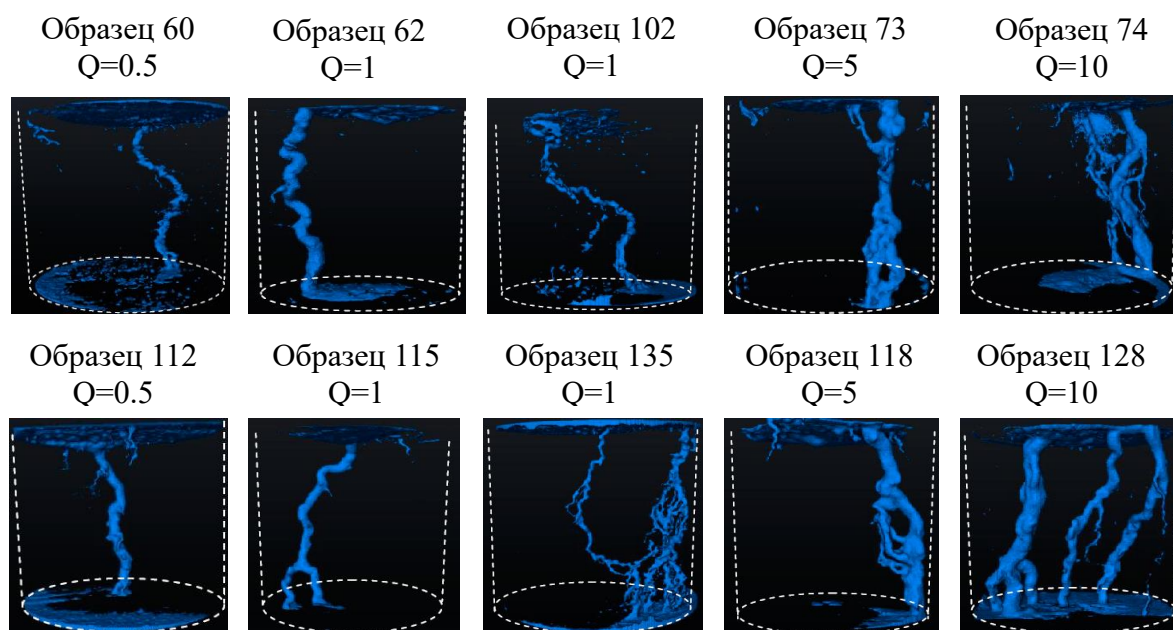 Образец 60
Q=0.5
Образец 62
Q=1
Образец 102
Q=1
Образец 73
Q=5
Образец 74
Q=10
Образец 112
Q=0.5
Образец 115
Q=1
Образец 135
Q=1
Образец 118
Q=5
Образец 128
Q=10